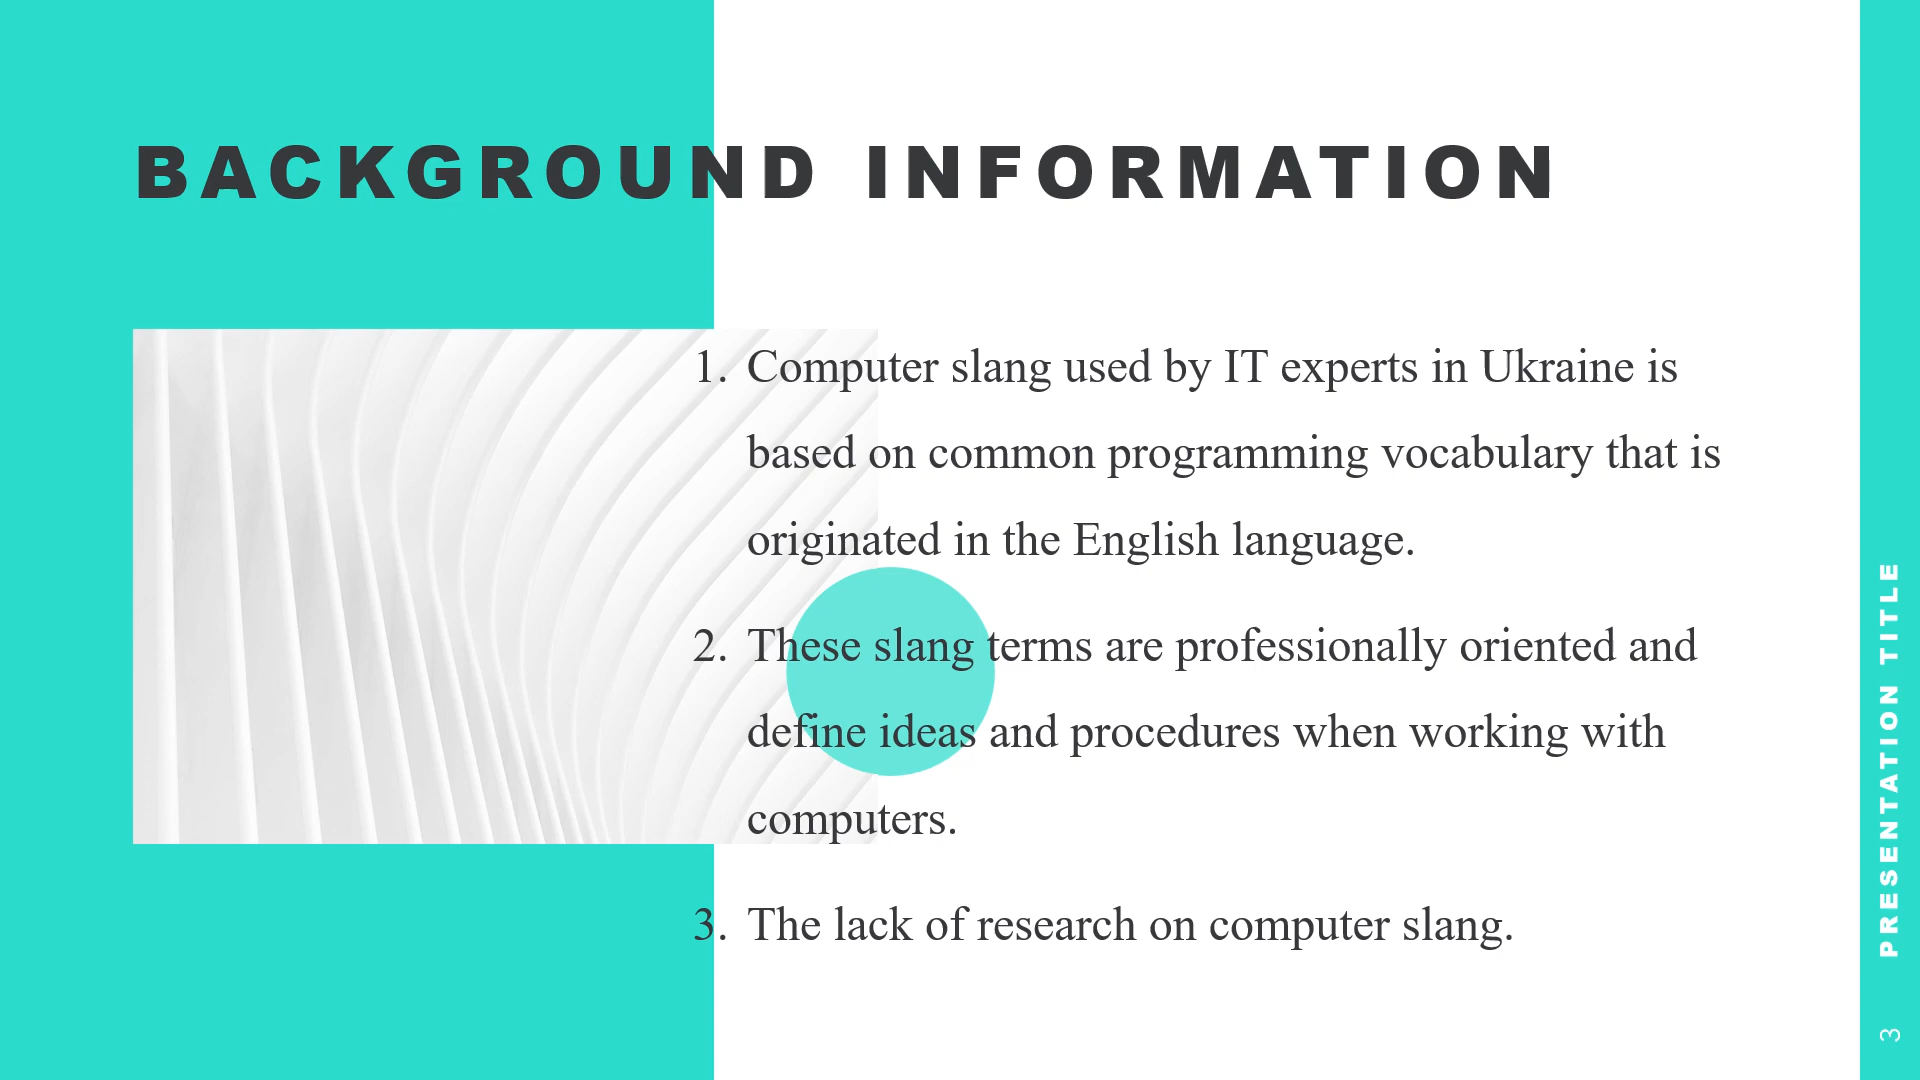 BACKGROUND INFORMATION
1. Computer slang used by IT experts in Ukraine is
based on common programming vocabulary that is
originated in the English language.
2. These slang terms are professionally oriented and
define ideas and procedures when working with
computers.
3. The lack of research on computer slang.
PRESENTATION TITLE
3